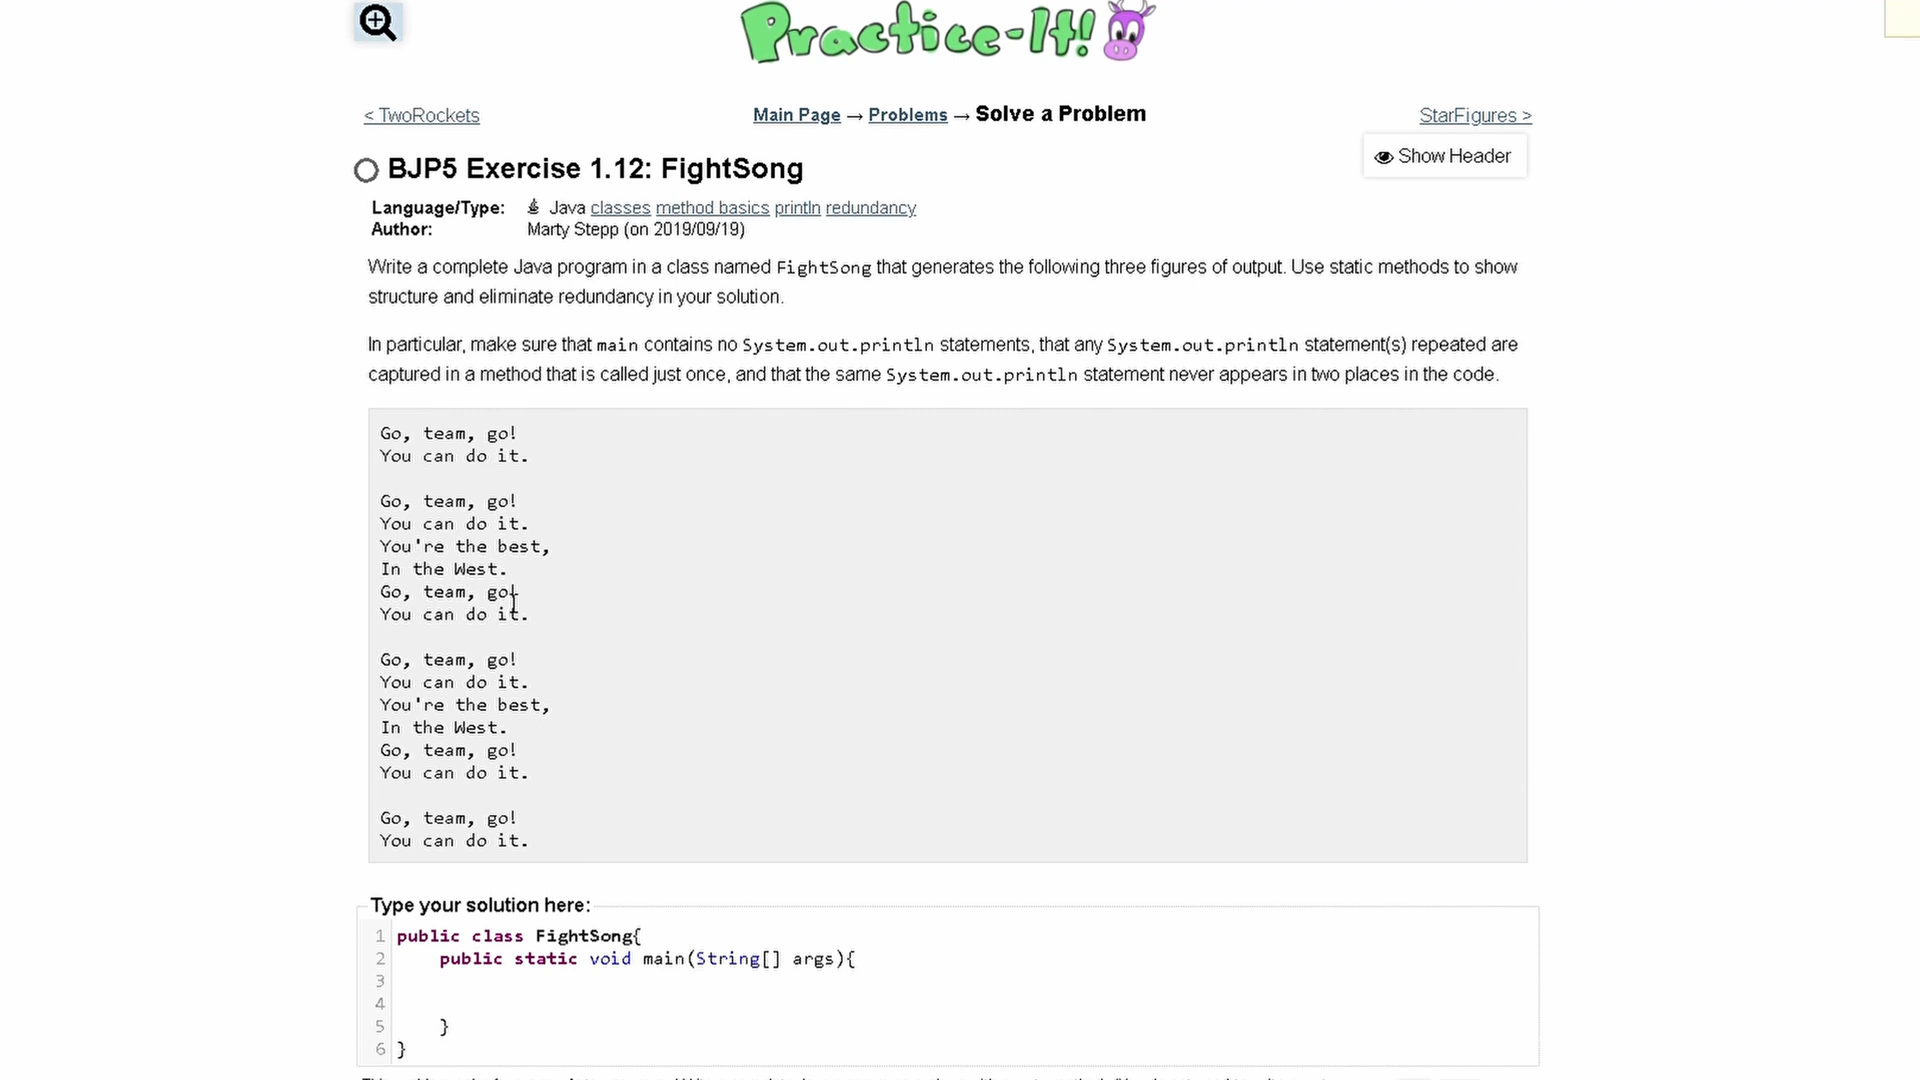 Practice-It!
< TwoRockets
Main Page → Problems → Solve a Problem
StarFigures >
Show Header
BJP5 Exercise 1.12: FightSong
Language/Type: Java classes method basics println redundancy
Author: Marty Stepp (on 2019/09/19)
Write a complete Java program in a class named FightSong that generates the following three figures of output. Use static methods to show
structure and eliminate redundancy in your solution.
In particular, make sure that main contains no System.out.println statements, that any System.out.println statement(s) repeated are
captured in a method that is called just once, and that the same System.out.println statement never appears in two places in the code.
Go, team, go!
You can do it.
Go, team, go!
You can do it.
You're the best,
In the West.
Go, team, go!
You can do it.
Go, team, go!
You can do it.
You're the best,
In the West.
Go, team, go!
You can do it.
Go, team, go!
You can do it.
Type your solution here:
1 public class FightSong{
2 public static void main(String[] args){
3
4
5 }
6 }